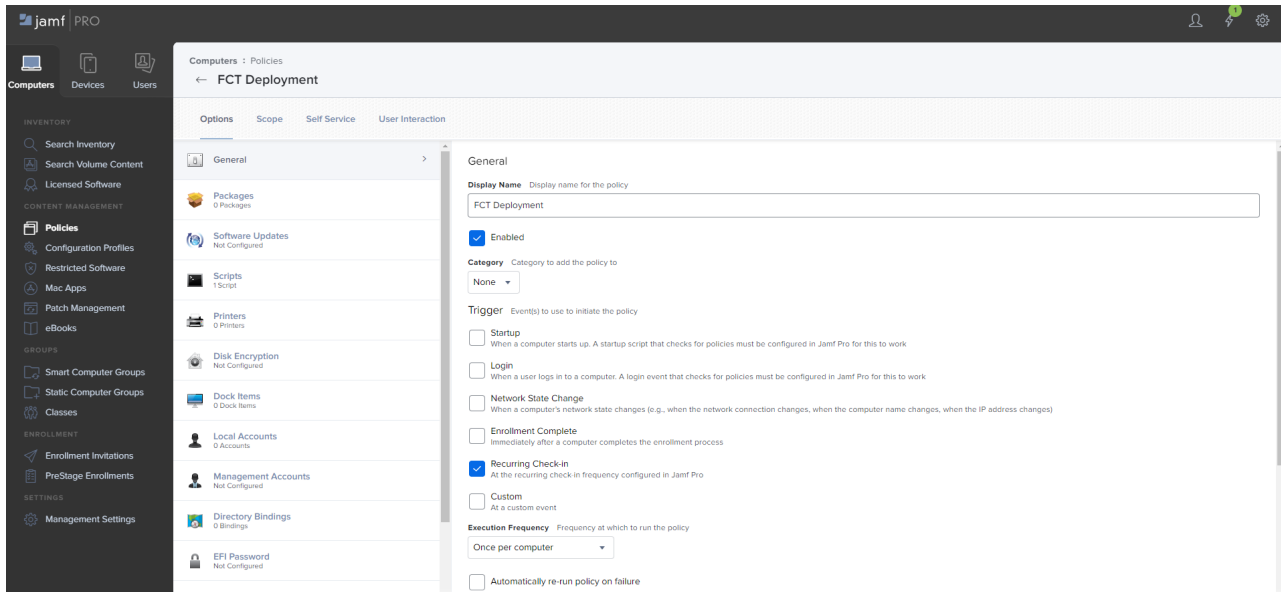 jamf PRO
1
Computers
Devices
Users
INVENTORY
Search Inventory
Search Volume Content
Licensed Software
CONTENT MANAGEMENT
Policies
Configuration Profiles
Restricted Software
Mac Apps
Patch Management
eBooks
GROUPS
Smart Computer Groups
Static Computer Groups
Classes
ENROLLMENT
Enrollment Invitations
PreStage Enrollments
SETTINGS
Management Settings
Computers : Policies
← FCT Deployment
Options Scope Self Service User Interaction
General
Packages
0 Packages
Software Updates
Not Configured
Scripts
1 Script
Printers
0 Printers
Disk Encryption
Not Configured
Dock Items
0 Dock Items
Local Accounts
0 Accounts
Management Accounts
Not Configured
Directory Bindings
0 Bindings
EFI Password
Not Configured
General
Display Name Display name for the policy
FCT Deployment
Enabled
Category Category to add the policy to
None
Trigger Event(s) to use to initiate the policy
Startup
When a computer starts up. A startup script that checks for policies must be configured in Jamf Pro for this to work
Login
When a user logs in to a computer. A login event that checks for policies must be configured in Jamf Pro for this to work
Network State Change
When a computer's network state changes (e.g., when the network connection changes, when the computer name changes, when the IP address changes)
Enrollment Complete
Immediately after a computer completes the enrollment process
Recurring Check-in
At the recurring check-in frequency configured in Jamf Pro
Custom
At a custom event
Execution Frequency Frequency at which to run the policy
Once per computer
Automatically re-run policy on failure